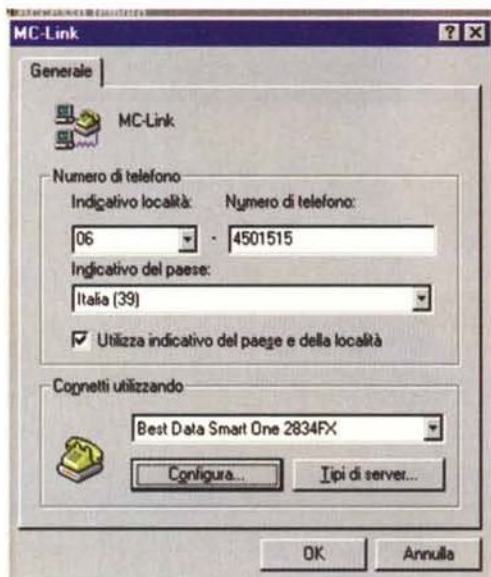 Accesso remoto
MC-Link
Generale
MC-Link
Numero di telefono
Indicativo località: Numero di telefono:
06 - 4501515
Indicativo del paese:
Italia (39)
Utilizza indicativo del paese e della località
Connetti utilizzando
Best Data Smart One 2834FX
Configura... Tipi di server...
OK Annulla